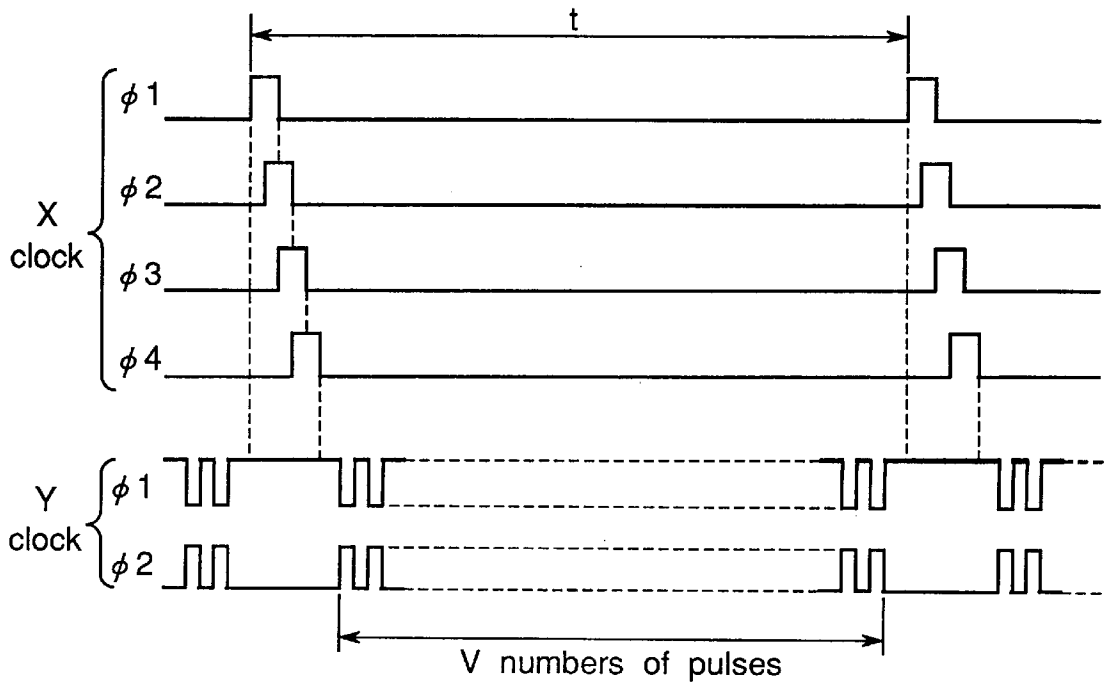 t
X
clock
ϕ1
ϕ2
ϕ3
ϕ4
Y
clock
ϕ1
ϕ2
V numbers of pulses